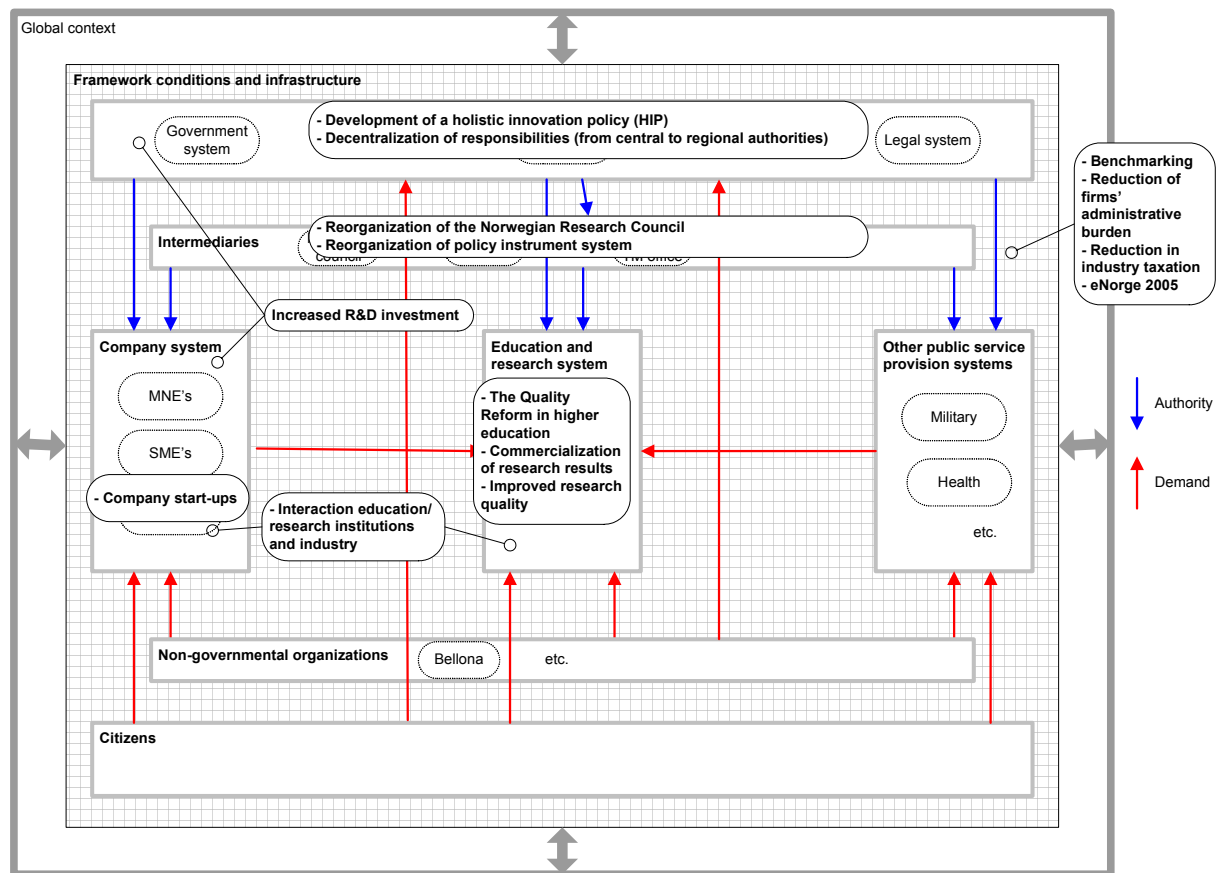 Global context
Framework conditions and infrastructure
Government
system
- Development of a holistic innovation policy (HIP)
- Decentralization of responsibilities (from central to regional authorities)
Legal system
- Benchmarking
- Reduction of
firms'
administrative
burden
- Reduction in
industry taxation
- eNorge 2005
Intermediaries
- Reorganization of the Norwegian Research Council
- Reorganization of policy instrument system
council
office
Increased R&D investment
Company system
MNE's
SME's
- Company start-ups
- Interaction education/
research institutions
and industry
Education and
research system
- The Quality
Reform in higher
education
- Commercialization
of research results
- Improved research
quality
Other public service
provision systems
Military
Health
etc.
Authority
Demand
Non-governmental organizations
Bellona
etc.
Citizens